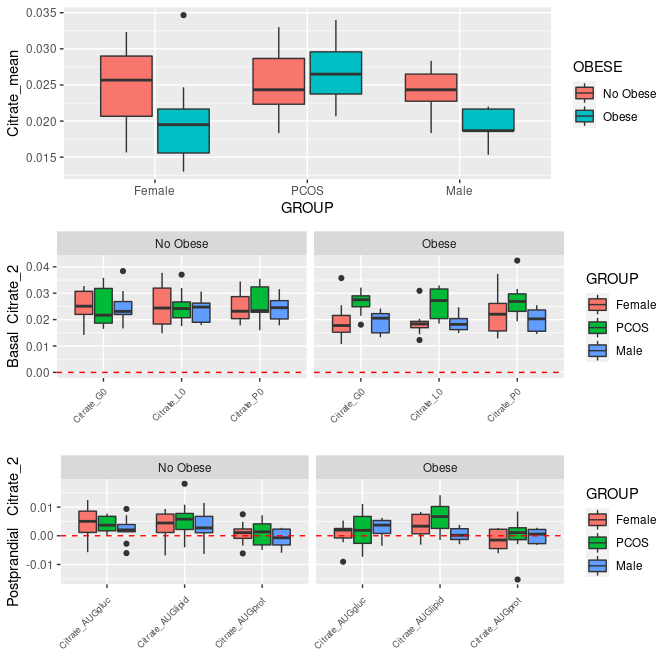 0.035
0.030
0.025
0.020
0.015
Citrate_mean
Female
PCOS
Male
GROUP
OBESE
No Obese
Obese
No Obese
Obese
0.04
0.03
0.02
0.01
0.00
Basal Citrate_2
Citrate_G0
Citrate_L0
Citrate_P0
Citrate_G0
Citrate_L0
Citrate_P0
GROUP
Female
PCOS
Male
No Obese
Obese
0.01
0.00
-0.01
Postprandial Citrate_2
Citrate_AUGgluc
Citrate_AUGlipid
Citrate_AUGprot
Citrate_AUGgluc
Citrate_AUGlipid
Citrate_AUGprot
GROUP
Female
PCOS
Male